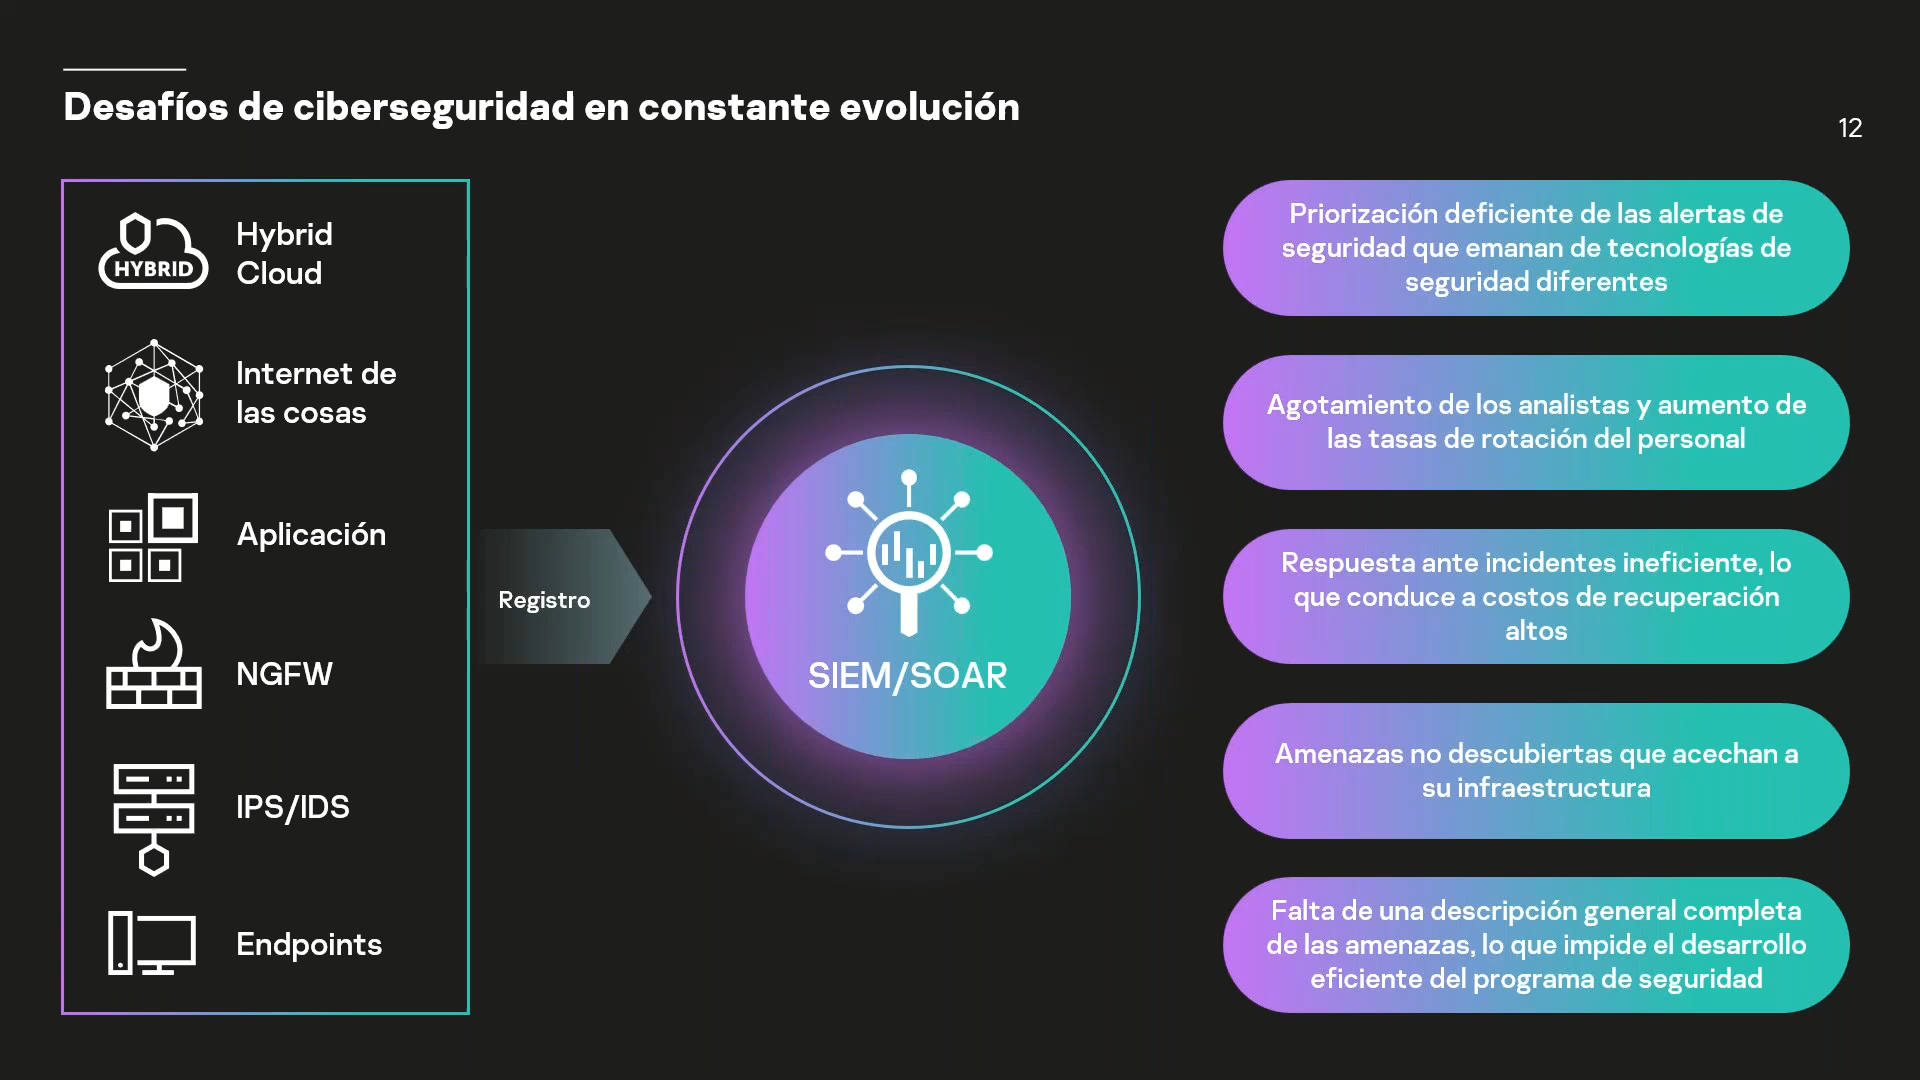 Desafíos de ciberseguridad en constante evolución
12
Hybrid
Cloud
HYBRID
Internet de
las cosas
Aplicación
NGFW
IPS/IDS
Endpoints
Registro
SIEM/SOAR
Priorización deficiente de las alertas de
seguridad que emanan de tecnologías de
seguridad diferentes
Agotamiento de los analistas y aumento de
las tasas de rotación del personal
Respuesta ante incidentes ineficiente, lo
que conduce a costos de recuperación
altos
Amenazas no descubiertas que acechan a
su infraestructura
Falta de una descripción general completa
de las amenazas, lo que impide el desarrollo
eficiente del programa de seguridad